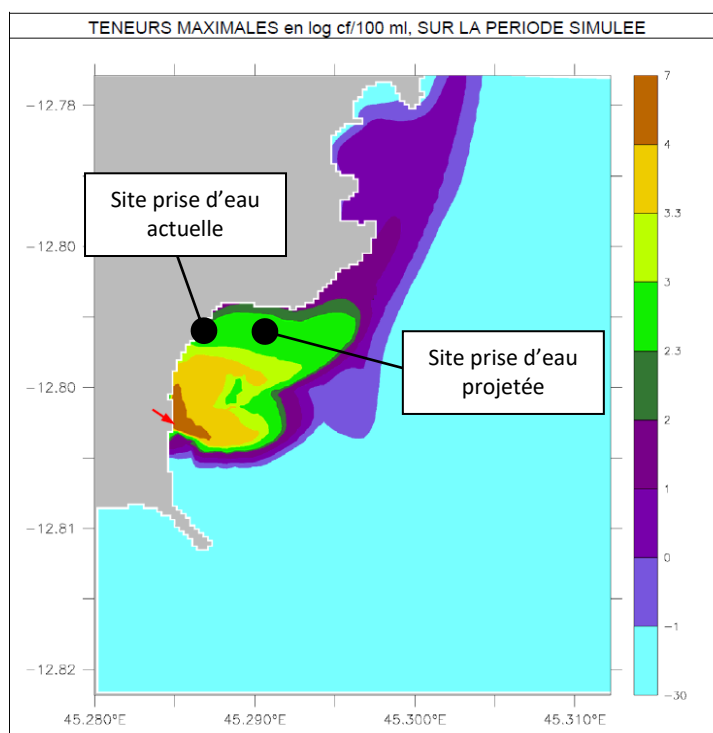 TENEURS MAXIMALES en log cf/100 ml, SUR LA PERIODE SIMULEE
−12.78
−12.80
−12.80
−12.81
−12.82
45.280°E
45.290°E
45.300°E
45.310°E
Site prise d'eau
actuelle
Site prise d'eau
projetée
7
4
3.3
3
2.3
2
1
0
−1
−30